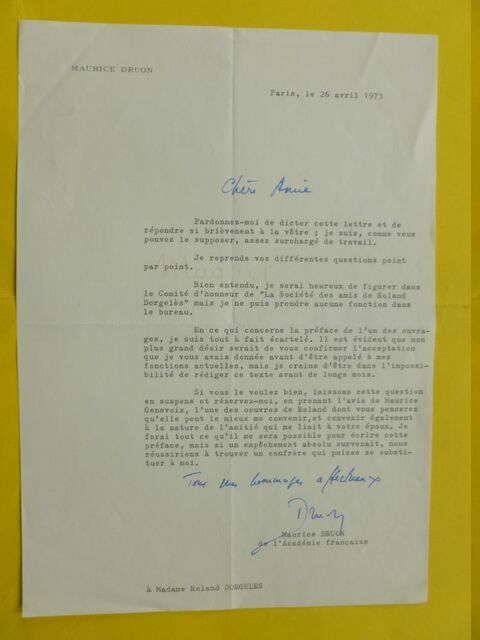 MAURICE DRUON
Paris, le 26 avril 1973
Chère Amie
Pardonnez-moi de dicter cette lettre et de
répondre si brièvement à la vôtre ; je suis, comme vous
pouvez le supposer, assez surchargé de travail.
Je reprends vos différentes questions point
par point.
Bien entendu, je serai heureux de figurer dans
le Comité d'honneur de "La Société des amis de Roland
Dorgelès" mais je ne puis prendre aucune fonction dans
le bureau.
En ce qui concerne la préface de l'un des ouvra-
ges, je suis tout à fait écartelé. Il est évident que mon
plus grand désir serait de vous confirmer l'acceptation
que je vous avais donnée avant d'être appelé à mes
fonctions actuelles, mais je crains d'être dans l'impossi-
bilité de rédiger ce texte avant de longs mois.
Si vous le voulez bien, laissons cette question
en suspens et réservez-moi, en prenant l'avis de Maurice
Genevoix, l'une des oeuvres de Roland dont vous penserez
qu'elle peut le mieux me convenir, et convenir également
à la nature de l'amitié qui me liait à votre époux. Je
ferai tout ce qu'il me sera possible pour écrire cette
préface, mais si un empêchement absolu survenait, nous
réussirions à trouver un confrère qui puisse se substi-
tuer à moi.
Tous mes hommages affectueux
Druon
Maurice DRUON
de l'Académie française
à Madame Roland DORGELES